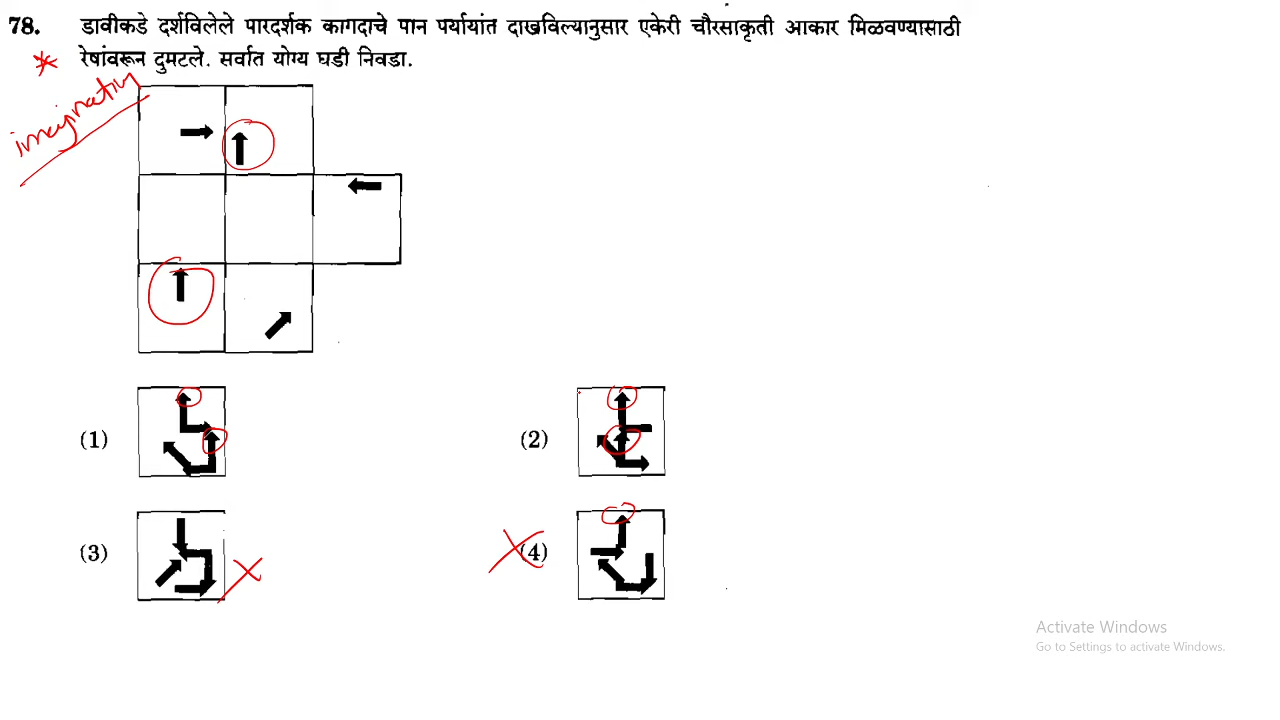 78. डावीकडे दर्शविलेले पारदर्शक कागदाचे पान पर्यायांत दाखविल्यानुसार एकेरी चौरसाकृती आकार मिळवण्यासाठी
रेषांवरून दुमटले. सर्वात योग्य घडी निवडा.
imagination
(1)
(2)
(3)
(4)
Activate Windows
Go to Settings to activate Windows.